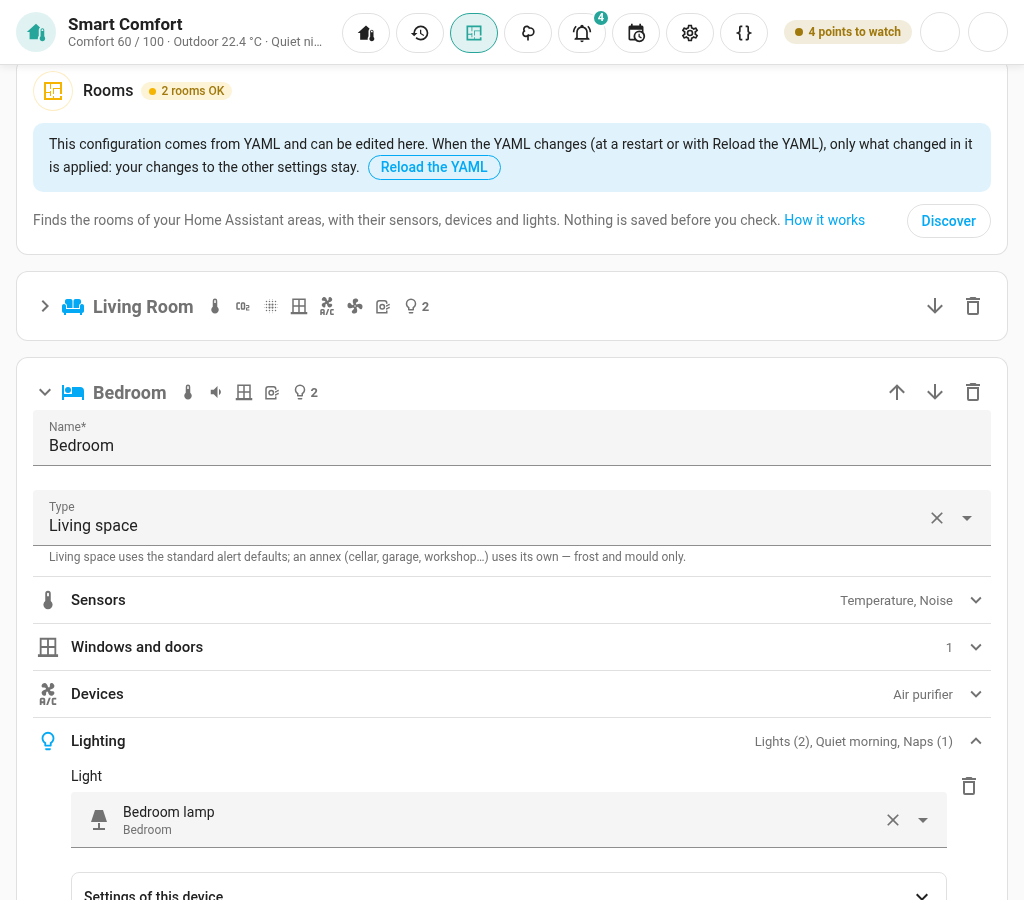 Smart Comfort
Comfort 60 / 100 · Outdoor 22.4 °C · Quiet ni...
4
4 points to watch
Rooms
2 rooms OK
This configuration comes from YAML and can be edited here. When the YAML changes (at a restart or with Reload the YAML), only what changed in it
is applied: your changes to the other settings stay. Reload the YAML
Finds the rooms of your Home Assistant areas, with their sensors, devices and lights. Nothing is saved before you check. How it works
Discover
Living Room
CO₂
A/C
2
Bedroom
2
Name*
Bedroom
Type
Living space
Living space uses the standard alert defaults; an annex (cellar, garage, workshop…) uses its own — frost and mould only.
Sensors
Temperature, Noise
Windows and doors
1
A/C
Devices
Air purifier
Lighting
Lights (2), Quiet morning, Naps (1)
Light
Bedroom lamp
Bedroom
Settings of this device